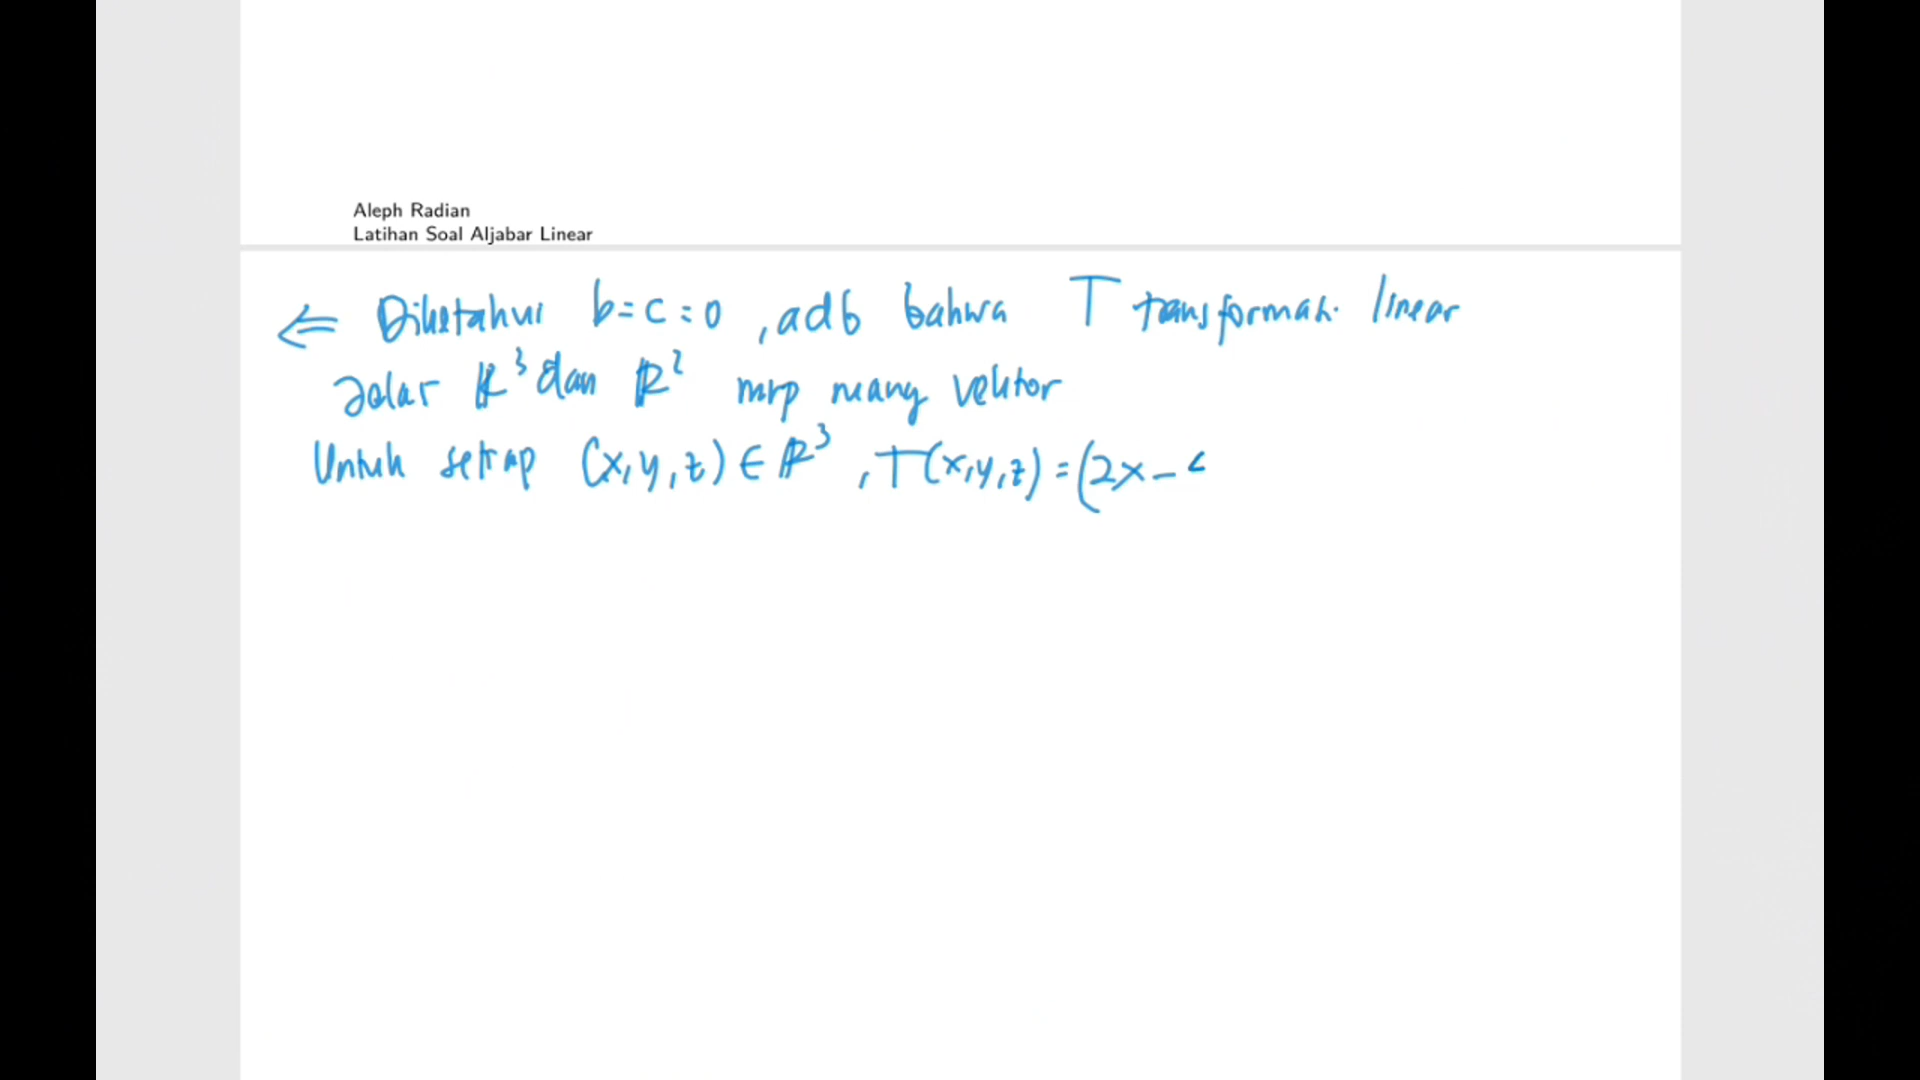 Aleph Radian
Latihan Soal Aljabar Linear
⇐ Diketahui b = c = 0 , adb bahwa T transformasi linear
Jelas ℝ³ dan ℝ² mrp ruang vektor
Untuk setiap (x,y,z) ∈ ℝ³ , T(x,y,z) = (2x -